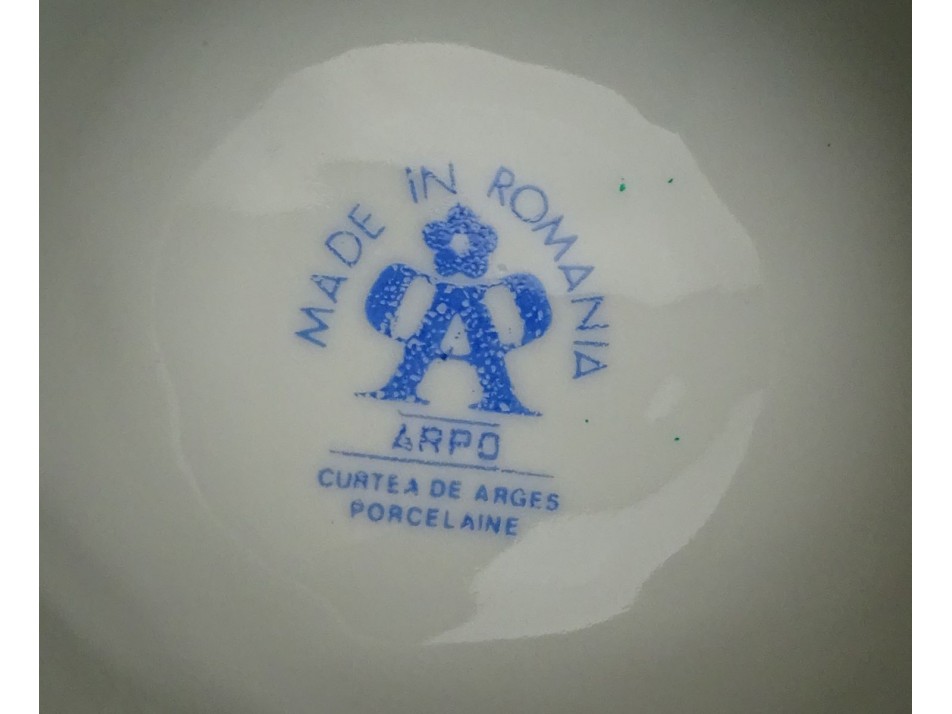 MADE iN ROMANIA
ARPO
CURTEA DE ARGES
PORCELAINE